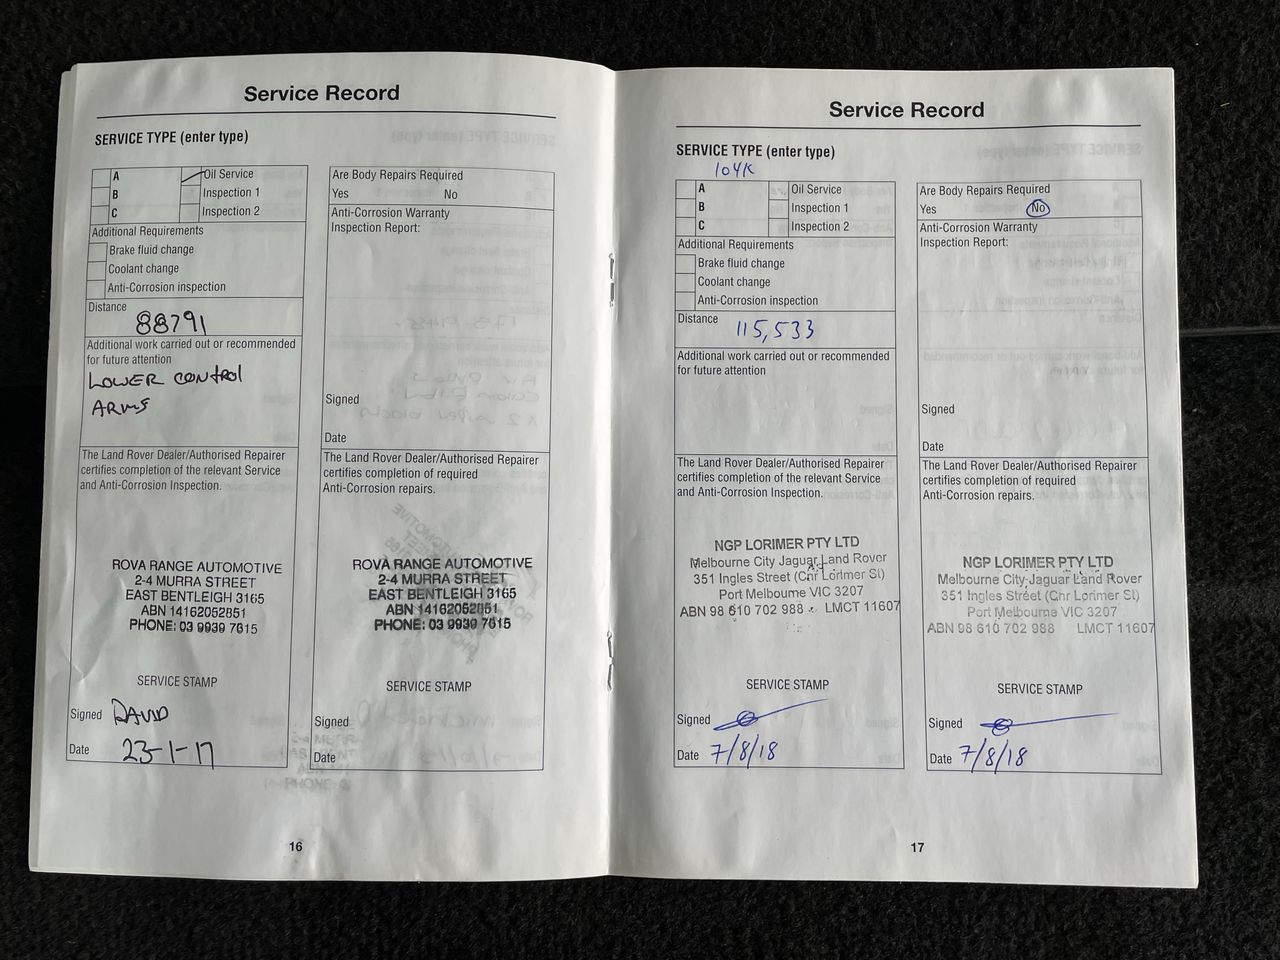 Service Record
SERVICE TYPE (enter type)
A
B
C
Oil Service
Inspection 1
Inspection 2
Additional Requirements
Brake fluid change
Coolant change
Anti-Corrosion inspection
Distance
88791
Additional work carried out or recommended
for future attention
LOWER CONTROL
ARMS
The Land Rover Dealer/Authorised Repairer
certifies completion of the relevant Service
and Anti-Corrosion Inspection.
ROVA RANGE AUTOMOTIVE
2-4 MURRA STREET
EAST BENTLEIGH 3165
ABN 14162052851
PHONE: 03 9939 7615
SERVICE STAMP
Signed DAVID
Date 23-1-17
Are Body Repairs Required
Yes No
Anti-Corrosion Warranty
Inspection Report:
Signed
Date
The Land Rover Dealer/Authorised Repairer
certifies completion of required
Anti-Corrosion repairs.
ROVA RANGE AUTOMOTIVE
2-4 MURRA STREET
EAST BENTLEIGH 3165
ABN 14162052851
PHONE: 03 9939 7615
SERVICE STAMP
Signed
Date
16
Service Record
SERVICE TYPE (enter type)
104K
A
B
C
Oil Service
Inspection 1
Inspection 2
Additional Requirements
Brake fluid change
Coolant change
Anti-Corrosion inspection
Distance
115,533
Additional work carried out or recommended
for future attention
The Land Rover Dealer/Authorised Repairer
certifies completion of the relevant Service
and Anti-Corrosion Inspection.
NGP LORIMER PTY LTD
Melbourne City Jaguar Land Rover
351 Ingles Street (Cnr Lorimer St)
Port Melbourne VIC 3207
ABN 98 610 702 988 LMCT 11607
SERVICE STAMP
Signed
Date 7/8/18
Are Body Repairs Required
Yes No
Anti-Corrosion Warranty
Inspection Report:
Signed
Date
The Land Rover Dealer/Authorised Repairer
certifies completion of required
Anti-Corrosion repairs.
NGP LORIMER PTY LTD
Melbourne City Jaguar Land Rover
351 Ingles Street (Cnr Lorimer St)
Port Melbourne VIC 3207
ABN 98 610 702 988 LMCT 11607
SERVICE STAMP
Signed
Date 7/8/18
17